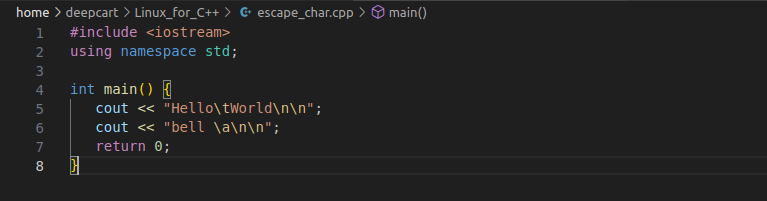 home > deepcart > Linux_for_C++ > escape_char.cpp > main()
1 #include <iostream>
2 using namespace std;
3
4 int main() {
5 cout << "Hello\tWorld\n\n";
6 cout << "bell \a\n\n";
7 return 0;
8 }